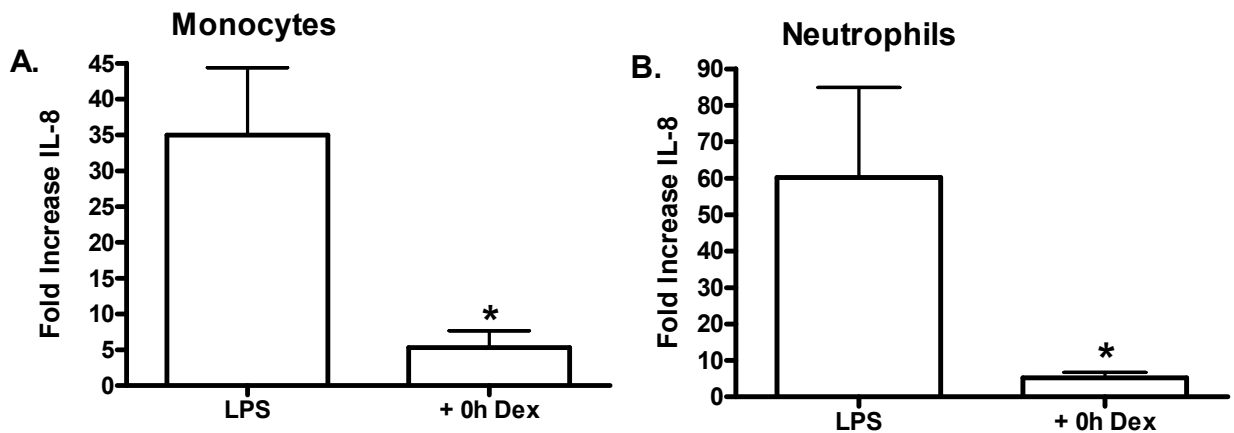 Monocytes
A.
Fold Increase IL-8
45
40
35
30
25
20
15
10
5
0
*
LPS
+ 0h Dex
Neutrophils
B.
Fold Increase IL-8
90
80
70
60
50
40
30
20
10
0
*
LPS
+ 0h Dex